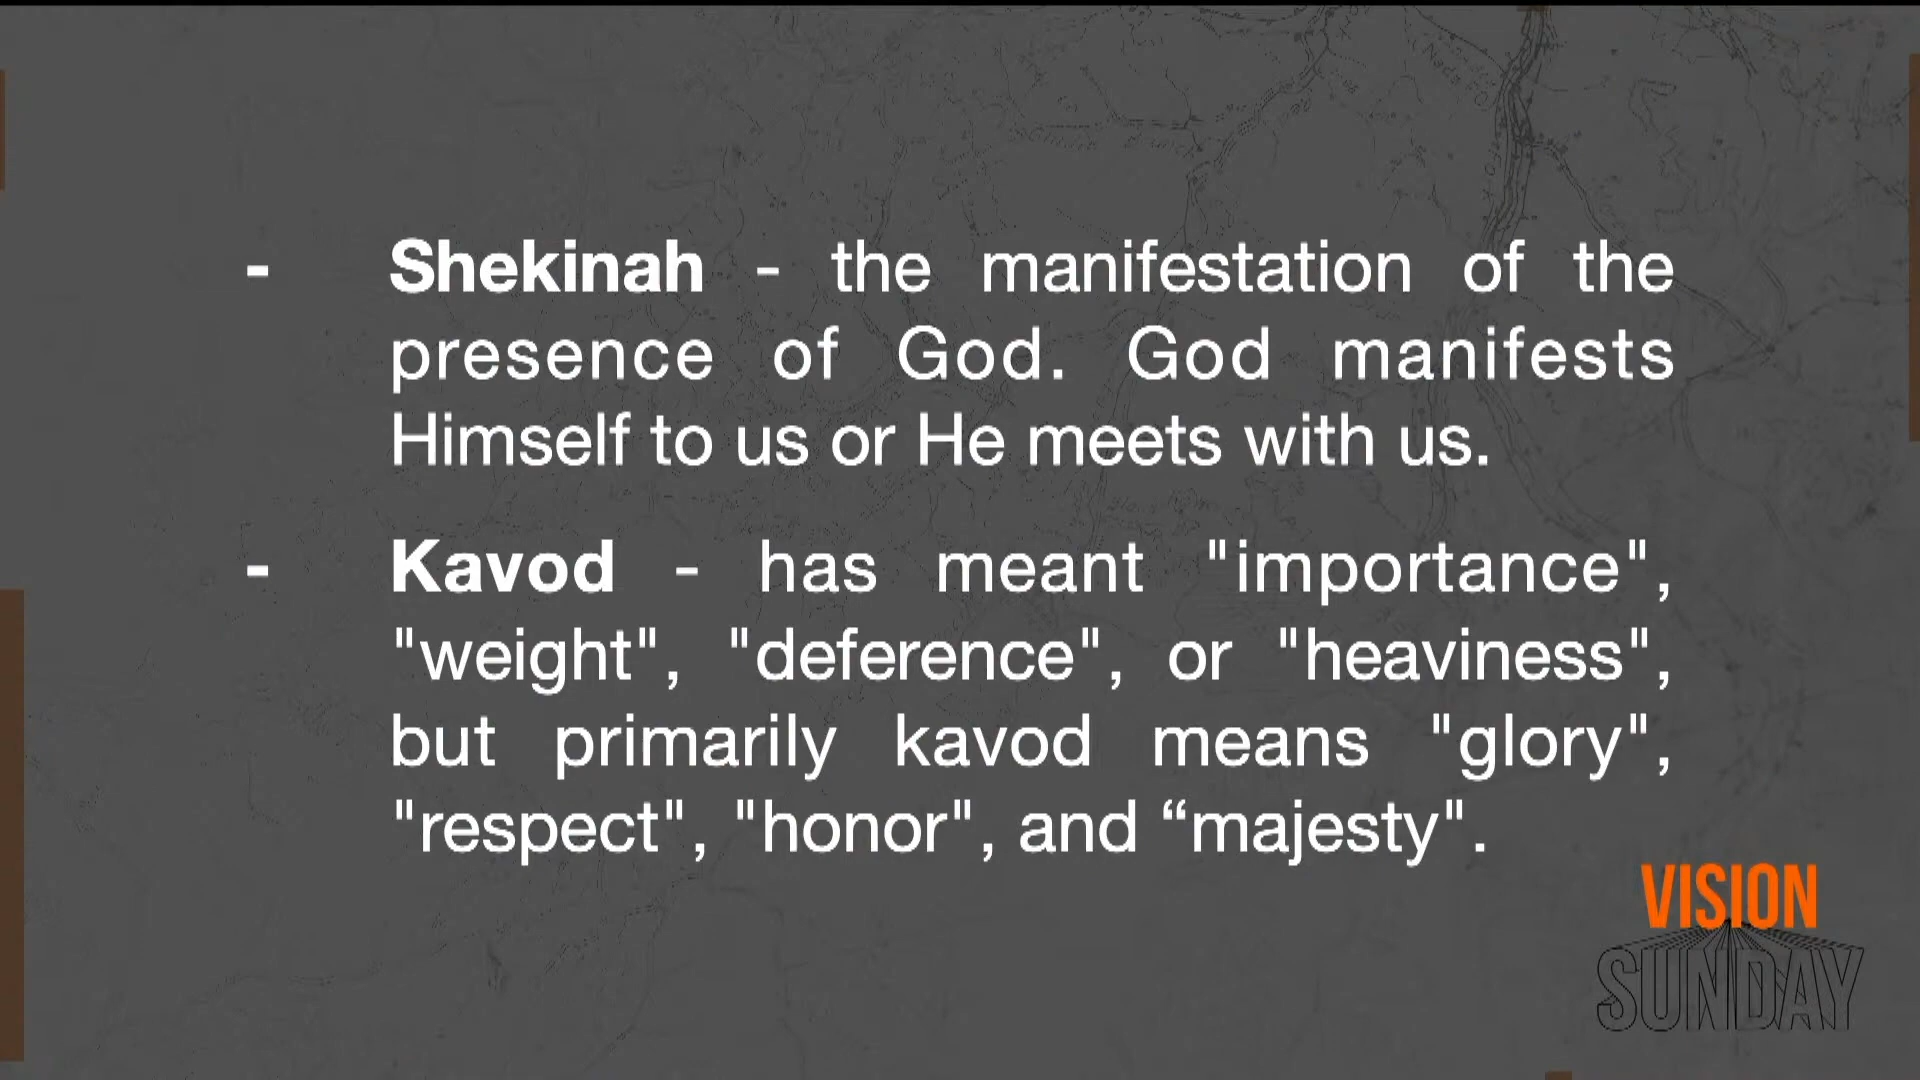 - Shekinah - the manifestation of the
presence of God. God manifests
Himself to us or He meets with us.
- Kavod - has meant "importance",
"weight", "deference", or "heaviness",
but primarily kavod means "glory",
"respect", "honor", and “majesty".
VISION
SUNDAY